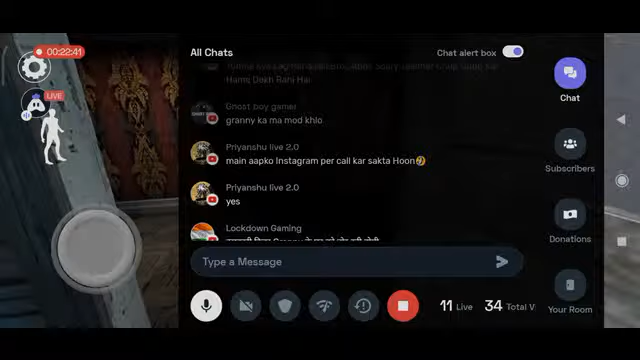 00:22:41
LIVE
All Chats
Chat alert box
Ghost boy gamer
granny ka ma mod khlo
Priyanshu live 2.0
main aapko Instagram per call kar sakta Hoon🤣
Priyanshu live 2.0
yes
Lockdown Gaming
Type a Message
11 Live 34 Total V
Chat
Subscribers
Donations
Your Room